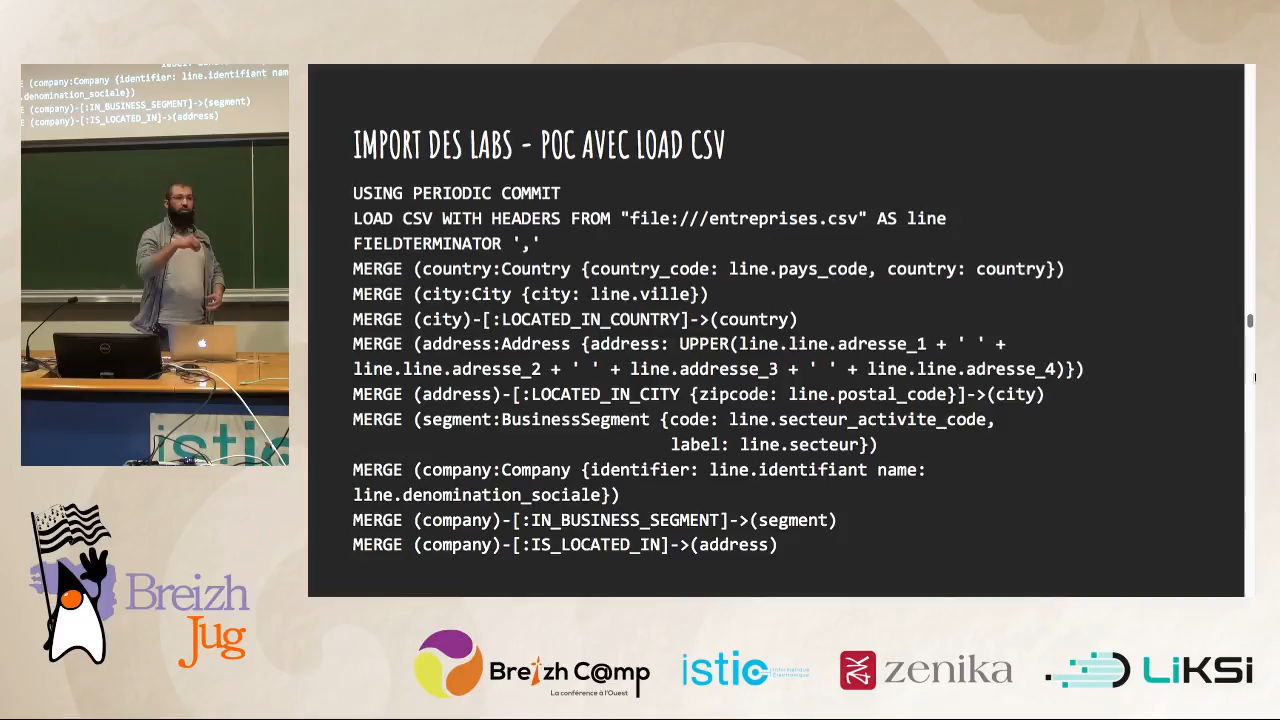 (company:Company {identifier: line.identifiant nam
.denomination_sociale})
(company)-[:IN_BUSINESS_SEGMENT]->(segment)
(company)-[:IS_LOCATED_IN]->(address)
istic
IMPORT DES LABS - POC AVEC LOAD CSV
USING PERIODIC COMMIT
LOAD CSV WITH HEADERS FROM "file:///entreprises.csv" AS line
FIELDTERMINATOR ','
MERGE (country:Country {country_code: line.pays_code, country: country})
MERGE (city:City {city: line.ville})
MERGE (city)-[:LOCATED_IN_COUNTRY]->(country)
MERGE (address:Address {address: UPPER(line.line.adresse_1 + ' ' +
line.line.adresse_2 + ' ' + line.addresse_3 + ' ' + line.line.adresse_4)})
MERGE (address)-[:LOCATED_IN_CITY {zipcode: line.postal_code}]->(city)
MERGE (segment:BusinessSegment {code: line.secteur_activite_code,
label: line.secteur})
MERGE (company:Company {identifier: line.identifiant name:
line.denomination_sociale})
MERGE (company)-[:IN_BUSINESS_SEGMENT]->(segment)
MERGE (company)-[:IS_LOCATED_IN]->(address)
Breizh
Jug
Breizh C@mp
La conférence à l'Ouest
istic Informatique
Électronique
ZK zenika
LiKSi